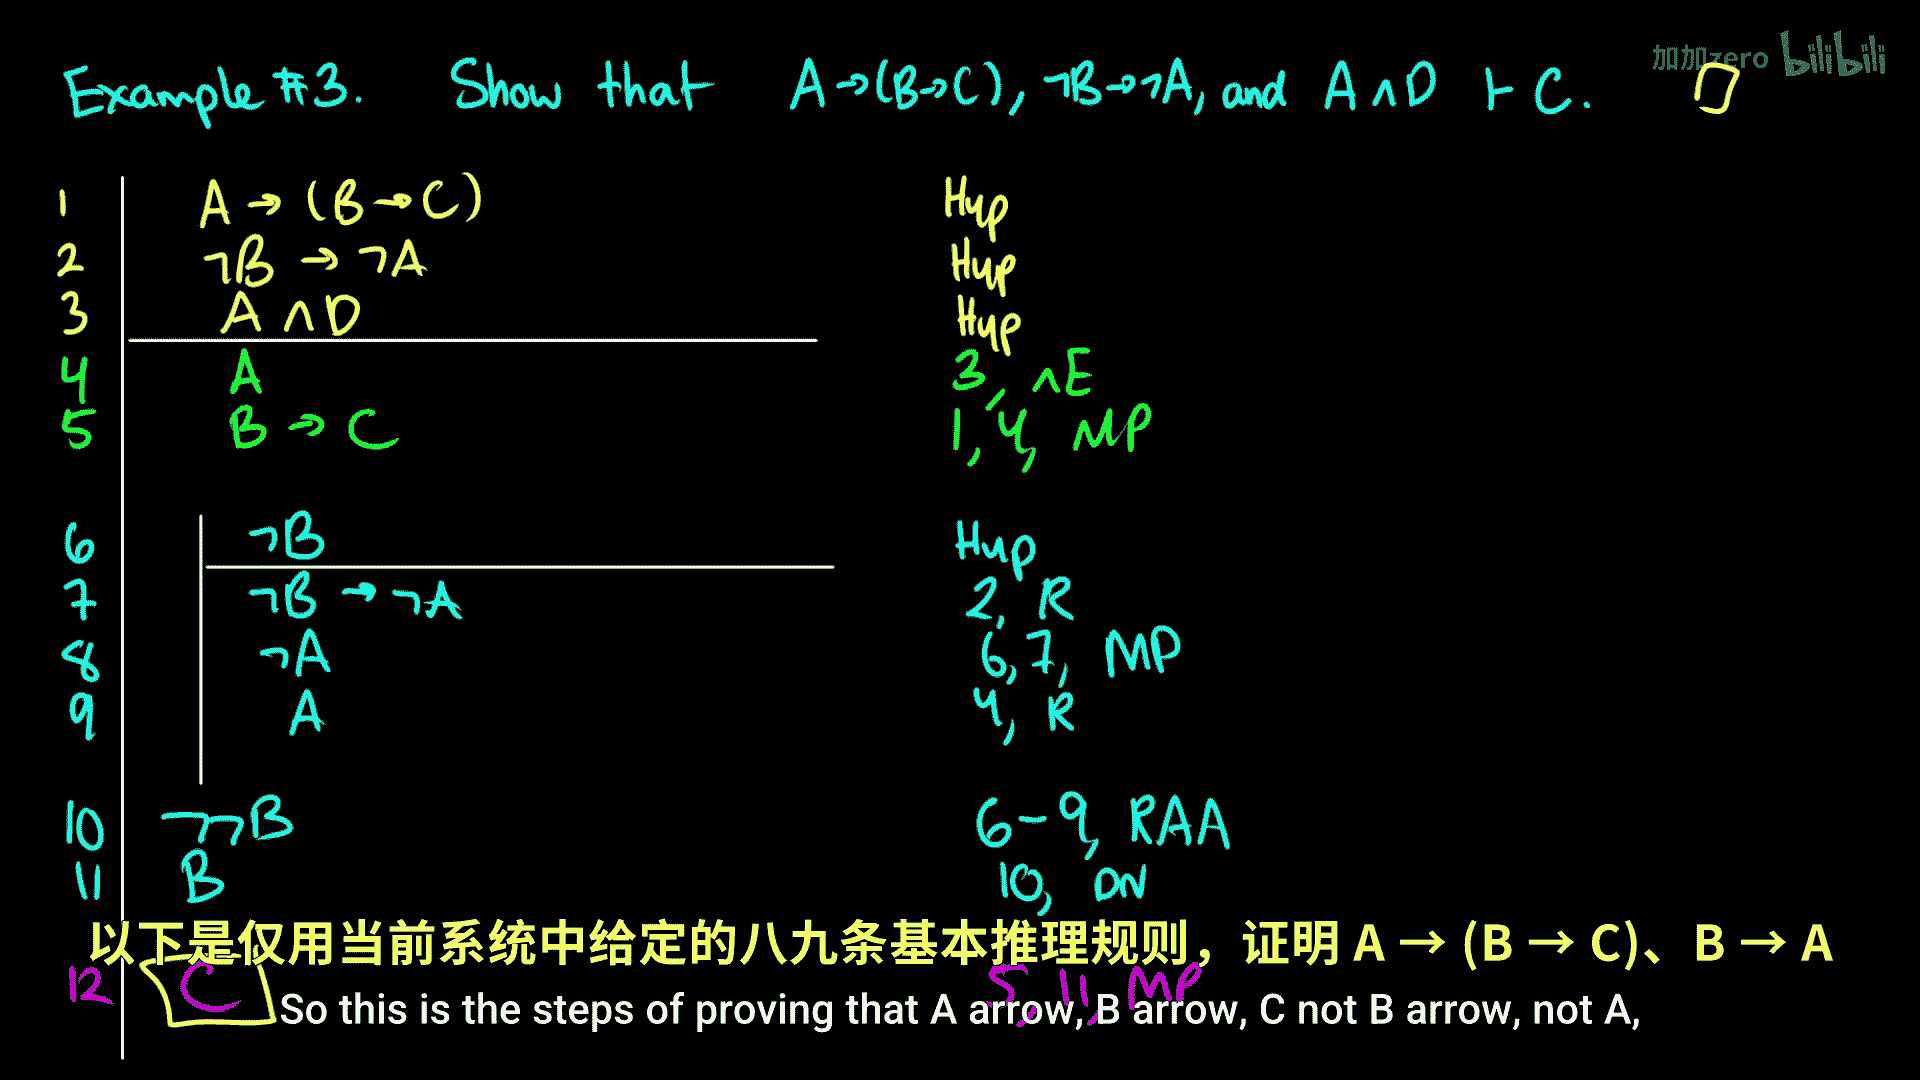 加加zero bilibili
Example #3. Show that A→(B→C), ¬B→¬A, and A∧D ⊢ C.
1 A → (B → C) Hyp
2 ¬B → ¬A Hyp
3 A ∧ D Hyp
4 A 3, ∧E
5 B → C 1, 4, MP
6 ¬B Hyp
7 ¬B → ¬A 2, R
8 ¬A 6, 7, MP
9 A 4, R
10 ¬¬B 6-9, RAA
11 B 10, DN
以下是仅用当前系统中给定的八九条基本推理规则，证明 A → (B → C)、B → A
12 C 5, 11, MP
So this is the steps of proving that A arrow, B arrow, C not B arrow, not A,